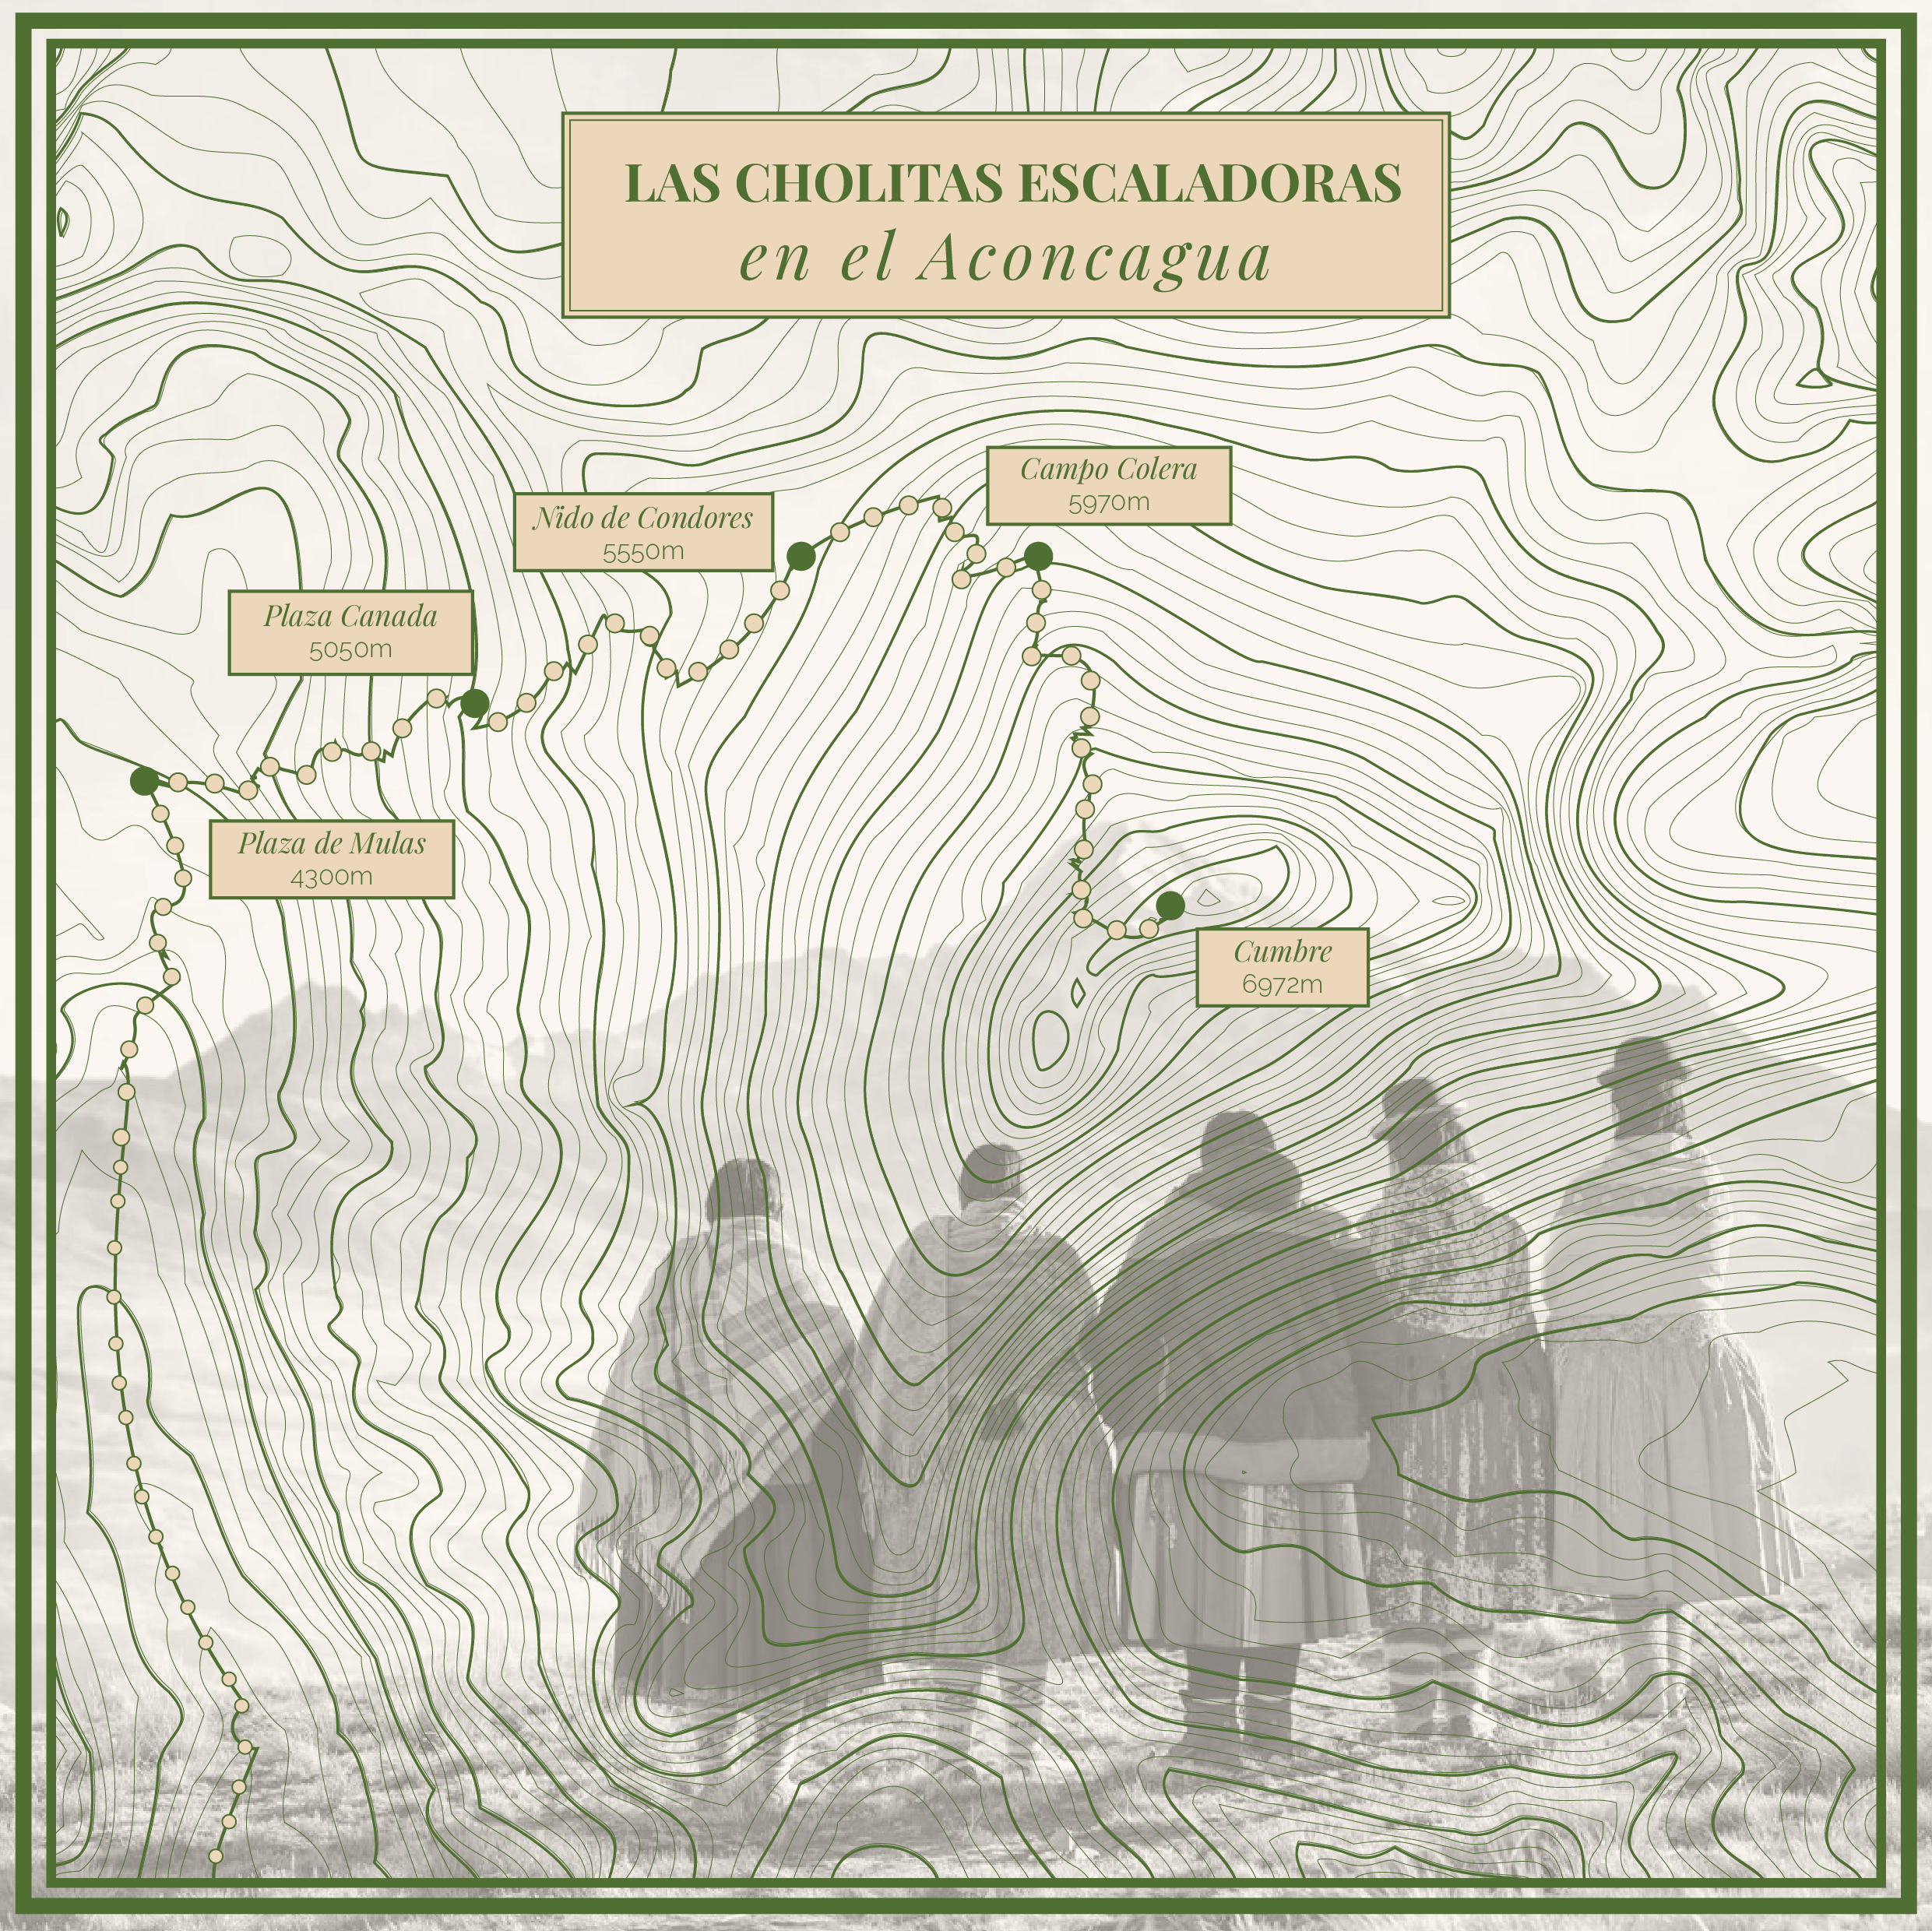 LAS CHOLITAS ESCALADORAS
en el Aconcagua
Campo Colera
5970m
Nido de Condores
5550m
Plaza Canada
5050m
Plaza de Mulas
4300m
Cumbre
6972m